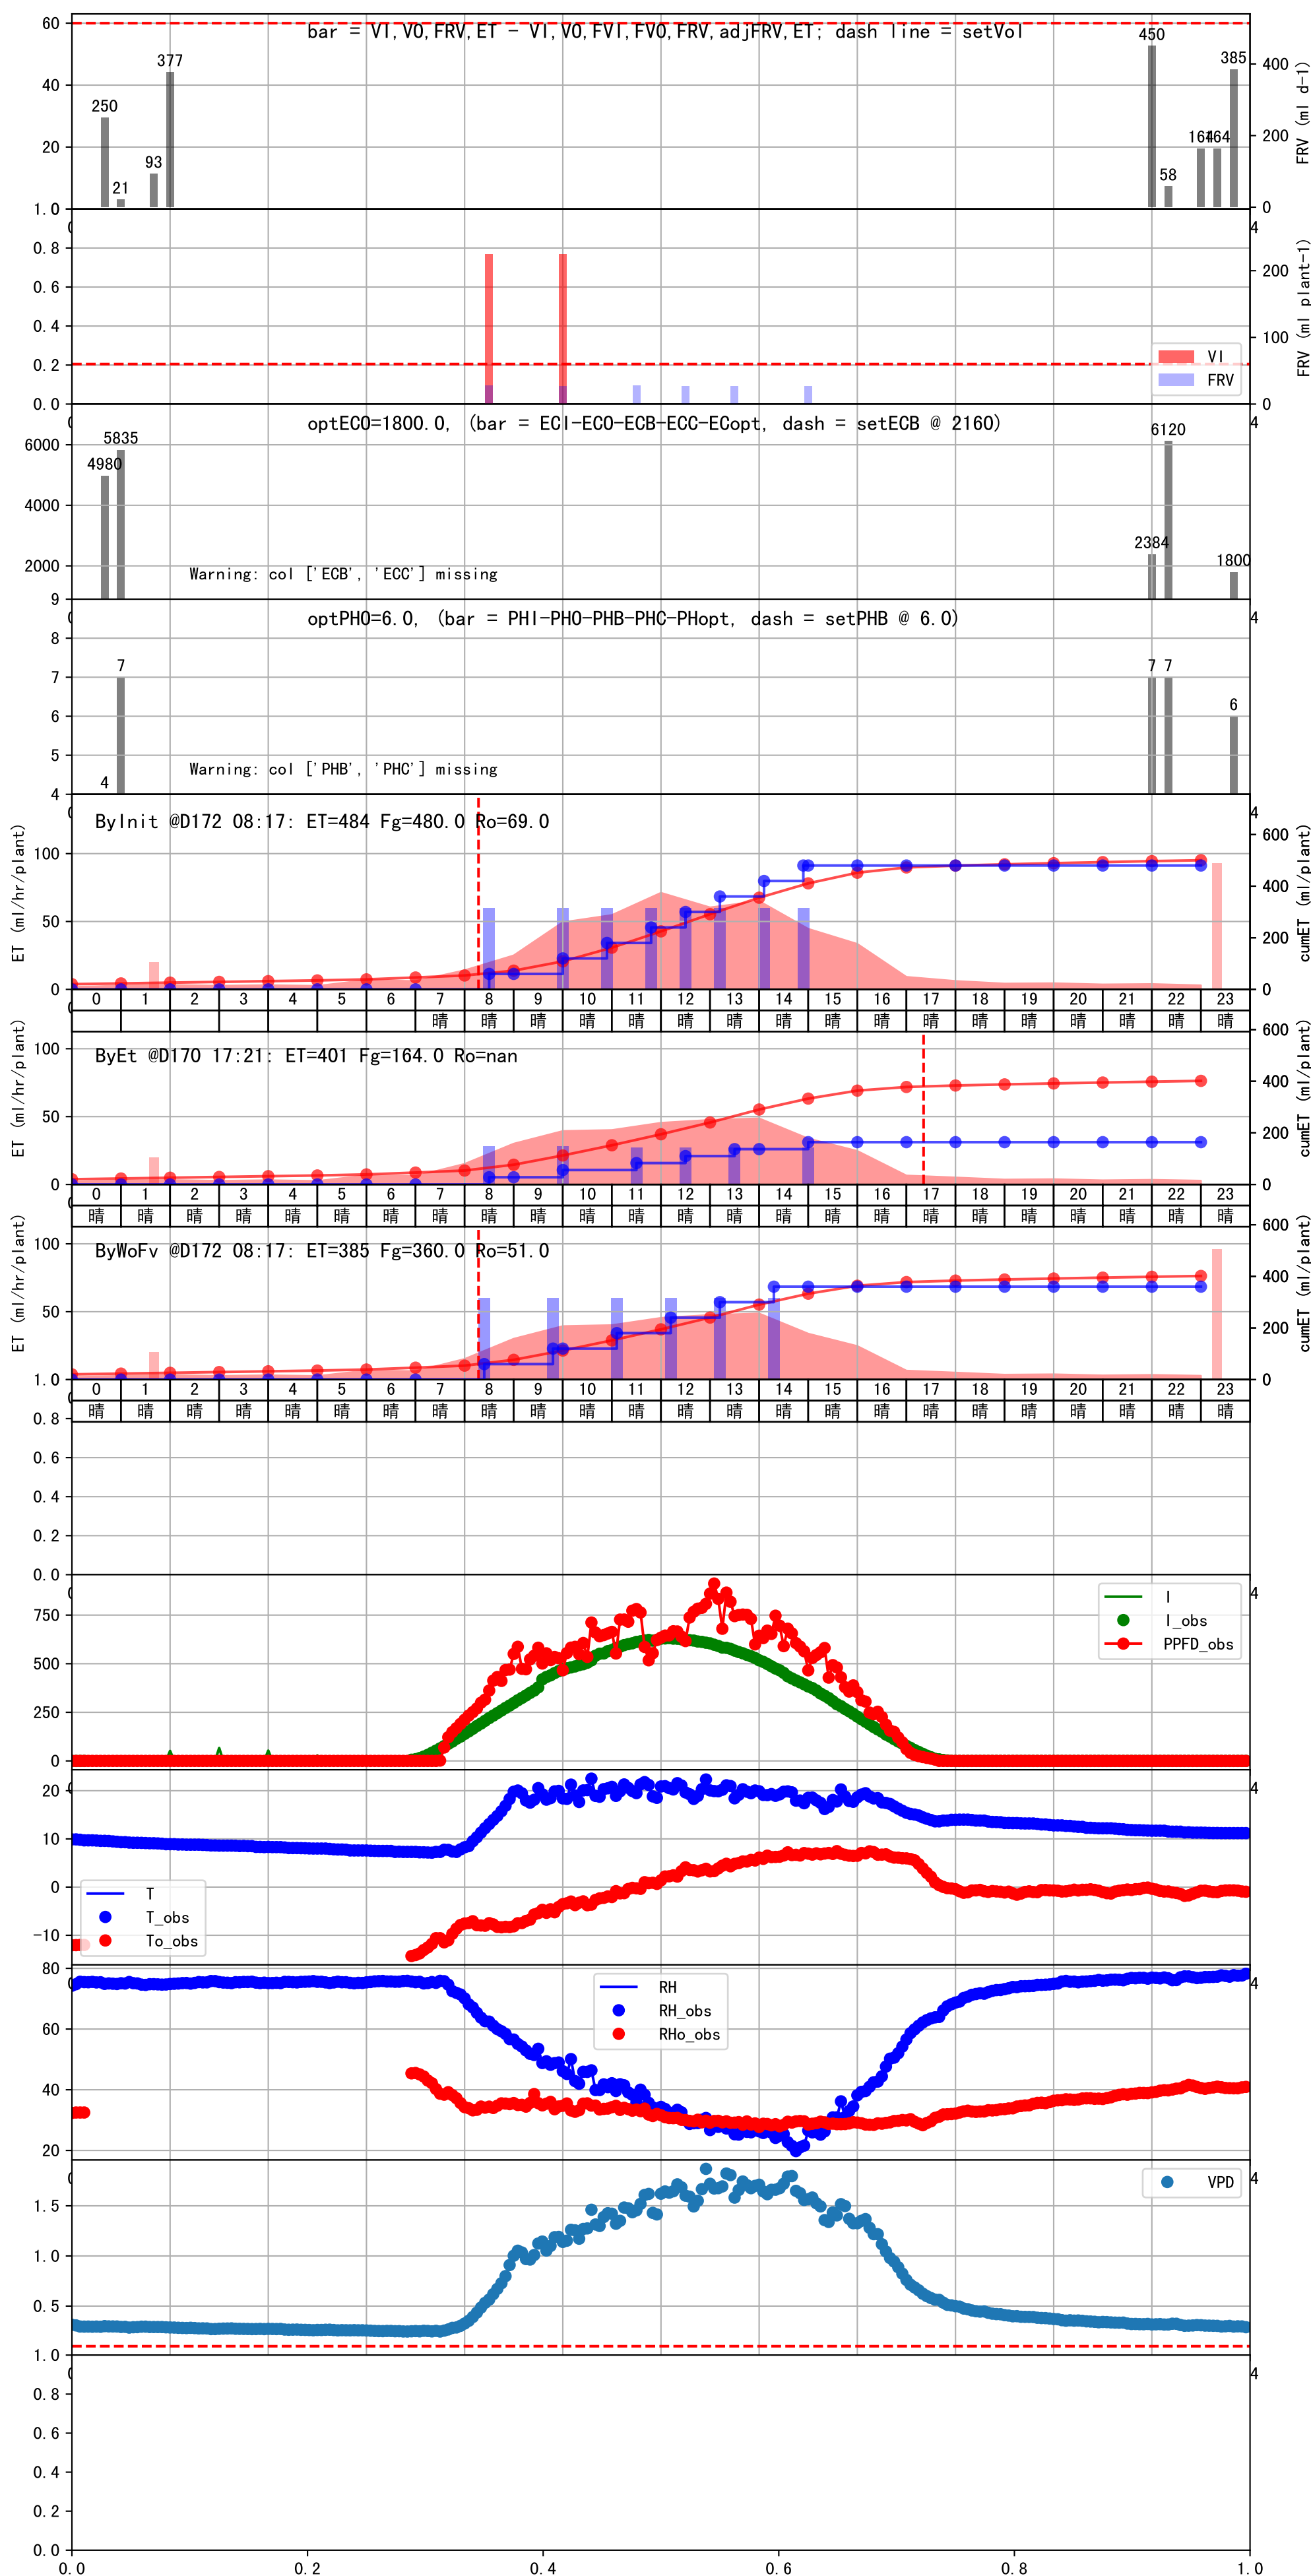 bar = VI,VO,FRV,ET - VI,VO,FVI,FVO,FRV,adjFRV,ET; dash line = setVol
60
40
20
1.0
0
250
21
93
377
450
58
164
164
385
400
200
0
FRV (ml d-1)
4
0.8
0.6
0.4
0.2
0.0
200
100
0
FRV (ml plant-1)
VI
FRV
optECO=1800.0, (bar = ECI-ECO-ECB-ECC-ECopt, dash = setECB @ 2160)
4
6000
4000
2000
9
4980
5835
2384
6120
1800
Warning: col ['ECB', 'ECC'] missing
optPHO=6.0, (bar = PHI-PHO-PHB-PHC-PHopt, dash = setPHB @ 6.0)
4
8
7
6
5
4
4
7
7
7
6
Warning: col ['PHB', 'PHC'] missing
ByInit @D172 08:17: ET=484 Fg=480.0 Ro=69.0
4
ET (ml/hr/plant)
100
50
0
600
400
200
0
cumET (ml/plant)
0 1 2 3 4 5 6 7 8 9 10 11 12 13 14 15 16 17 18 19 20 21 22 23
晴 晴 晴 晴 晴 晴 晴 晴 晴 晴 晴 晴 晴 晴 晴 晴 晴
ByEt @D170 17:21: ET=401 Fg=164.0 Ro=nan
ET (ml/hr/plant)
100
50
0
600
400
200
0
cumET (ml/plant)
0 1 2 3 4 5 6 7 8 9 10 11 12 13 14 15 16 17 18 19 20 21 22 23
晴 晴 晴 晴 晴 晴 晴 晴 晴 晴 晴 晴 晴 晴 晴 晴 晴 晴 晴 晴 晴 晴 晴 晴
ByWoFv @D172 08:17: ET=385 Fg=360.0 Ro=51.0
ET (ml/hr/plant)
100
50
1.0
600
400
200
0
cumET (ml/plant)
0 1 2 3 4 5 6 7 8 9 10 11 12 13 14 15 16 17 18 19 20 21 22 23
晴 晴 晴 晴 晴 晴 晴 晴 晴 晴 晴 晴 晴 晴 晴 晴 晴 晴 晴 晴 晴 晴 晴 晴
0.8
0.6
0.4
0.2
0.0
4
750
500
250
0
I
I_obs
PPFD_obs
4
20
10
0
-10
T
T_obs
To_obs
4
80
60
40
20
RH
RH_obs
RHo_obs
4
1.5
1.0
0.5
1.0
VPD
4
0.8
0.6
0.4
0.2
0.0
0.0 0.2 0.4 0.6 0.8 1.0